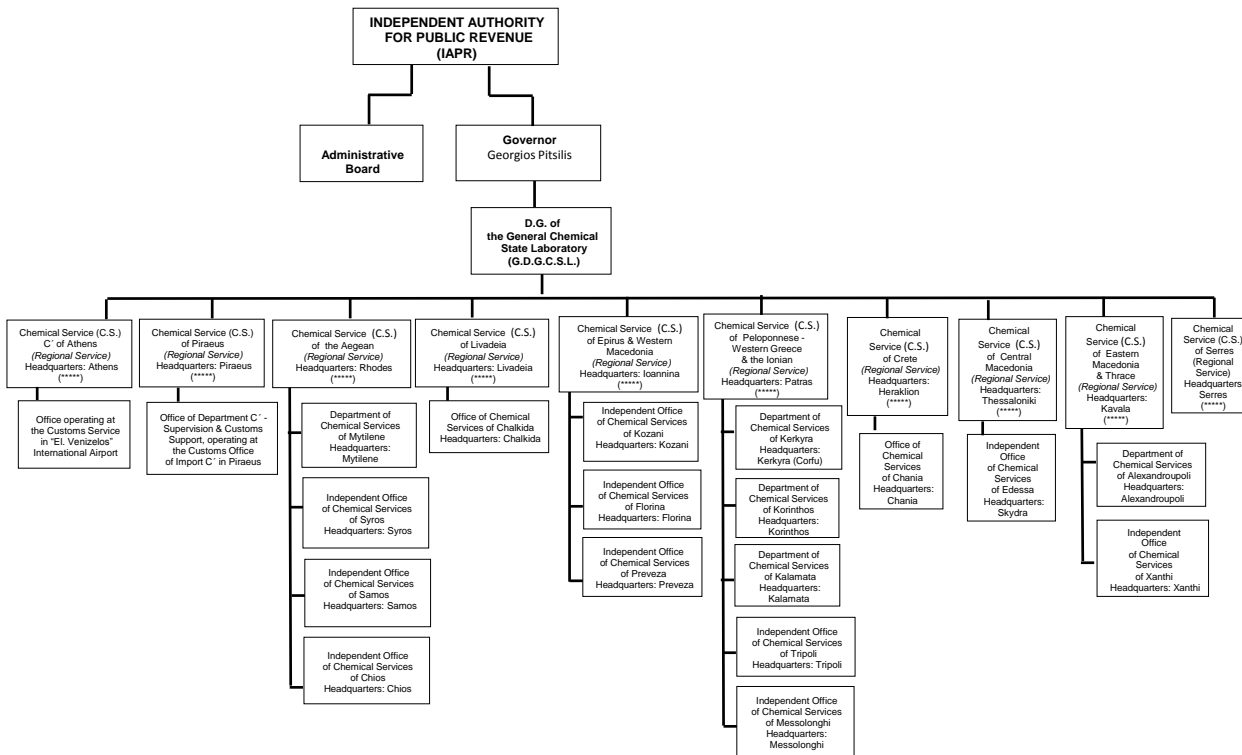 INDEPENDENT AUTHORITY
FOR PUBLIC REVENUE
(IAPR)
Administrative
Board
Governor
Georgios Pitsilis
D.G. of
the General Chemical
State Laboratory
(G.D.G.C.S.L.)
Chemical Service (C.S.)
C΄ of Athens
(Regional Service)
Headquarters: Athens
(*****)
Office operating at
the Customs Service
in "El. Venizelos"
International Airport
Chemical Service (C.S.)
of Piraeus
(Regional Service)
Headquarters: Piraeus
(*****)
Office of Department C΄ -
Supervision & Customs
Support, operating at
the Customs Office
of Import C΄ in Piraeus
Chemical Service (C.S.)
of the Aegean
(Regional Service)
Headquarters: Rhodes
(*****)
Department of
Chemical Services
of Mytilene
Headquarters:
Mytilene
Independent Office
of Chemical Services
of Syros
Headquarters: Syros
Independent Office
of Chemical Services
of Samos
Headquarters: Samos
Independent Office
of Chemical Services
of Chios
Headquarters: Chios
Chemical Service (C.S.)
of Livadeia
(Regional Service)
Headquarters: Livadeia
(*****)
Office of Chemical
Services of Chalkida
Headquarters: Chalkida
Chemical Service (C.S.)
of Epirus & Western
Macedonia
(Regional Service)
Headquarters: Ioannina
(*****)
Independent Office
of Chemical Services
of Kozani
Headquarters: Kozani
Independent Office
of Chemical Services
of Florina
Headquarters: Florina
Independent Office
of Chemical Services
of Preveza
Headquarters: Preveza
Chemical Service (C.S.)
of Peloponnese -
Western Greece
& the Ionian
(Regional Service)
Headquarters: Patras
(*****)
Department of
Chemical Services
of Kerkyra
Headquarters:
Kerkyra (Corfu)
Department of
Chemical Services
of Korinthos
Headquarters:
Korinthos
Department of
Chemical Services
of Kalamata
Headquarters:
Kalamata
Independent Office
of Chemical Services
of Tripoli
Headquarters: Tripoli
Independent Office
of Chemical Services
of Messolonghi
Headquarters:
Messolonghi
Chemical
Service (C.S.)
of Crete
(Regional Service)
Headquarters:
Heraklion
(*****)
Office of
Chemical
Services
of Chania
Headquarters:
Chania
Chemical
Service (C.S.)
of Central
Macedonia
(Regional Service)
Headquarters:
Thessaloniki
(*****)
Independent
Office
of Chemical
Services
of Edessa
Headquarters:
Skydra
Chemical
Service (C.S.)
of Eastern
Macedonia
& Thrace
(Regional Service)
Headquarters:
Kavala
(*****)
Department of
Chemical Services
of Alexandroupoli
Headquarters:
Alexandroupoli
Independent
Office
of Chemical
Services
of Xanthi
Headquarters: Xanthi
Chemical
Service (C.S.)
of Serres
(Regional
Service)
Headquarters:
Serres
(*****)